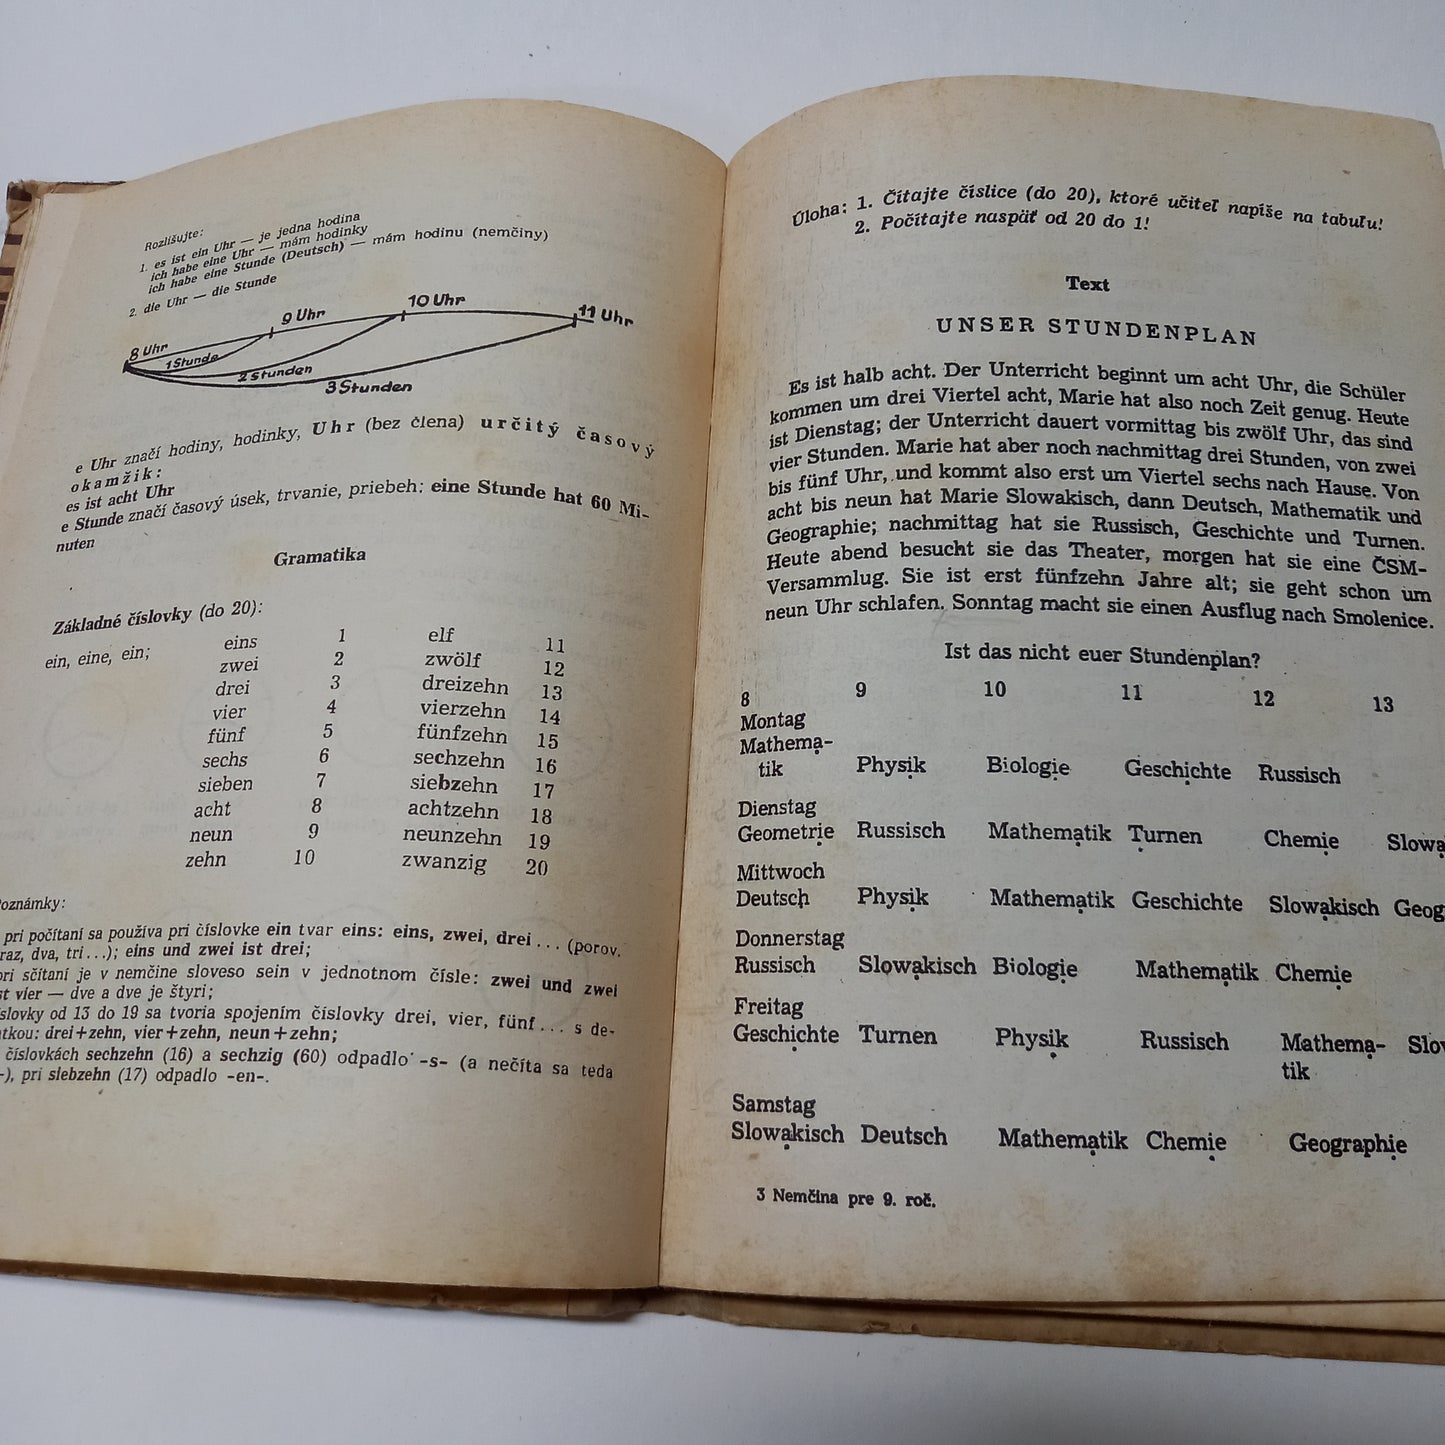 Rozlišujte:
1. es ist ein Uhr — je jedna hodina
ich habe eine Uhr — mám hodinky
ich habe eine Stunde (Deutsch) — mám hodinu (nemčiny)
2. die Uhr — die Stunde
8 Uhr
9 Uhr
10 Uhr
11 Uhr
1 Stunde
2 Stunden
3 Stunden
e Uhr značí hodiny, hodinky, Uhr (bez člena) určitý časový
okamžik:
es ist acht Uhr
e Stunde značí časový úsek, trvanie, priebeh: eine Stunde hat 60 Mi-
nuten
Gramatika
Základné číslovky (do 20):
ein, eine, ein; eins 1 elf 11
zwei 2 zwölf 12
drei 3 dreizehn 13
vier 4 vierzehn 14
fünf 5 fünfzehn 15
sechs 6 sechzehn 16
sieben 7 siebzehn 17
acht 8 achtzehn 18
neun 9 neunzehn 19
zehn 10 zwanzig 20
oznámky:
pri počítaní sa používa pri číslovke ein tvar eins: eins, zwei, drei... (porov.
raz, dva, tri...); eins und zwei ist drei;
pri sčítaní je v nemčine sloveso sein v jednotnom čísle: zwei und zwei
st vier — dve a dve je štyri;
íslovky od 13 do 19 sa tvoria spojením číslovky drei, vier, fünf... s de-
atkou: drei+zehn, vier+zehn, neun+zehn;
číslovkách sechzehn (16) a sechzig (60) odpadlo -s- (a nečíta sa teda
-), pri siebzehn (17) odpadlo -en-.
Úloha: 1. Čítajte číslice (do 20), ktoré učiteľ napíše na tabuľu!
2. Počítajte naspäť od 20 do 1!
Text
UNSER STUNDENPLAN
Es ist halb acht. Der Unterricht beginnt um acht Uhr, die Schüler
kommen um drei Viertel acht, Marie hat also noch Zeit genug. Heute
ist Dienstag; der Unterricht dauert vormittag bis zwölf Uhr, das sind
vier Stunden. Marie hat aber noch nachmittag drei Stunden, von zwei
bis fünf Uhr, und kommt also erst um Viertel sechs nach Hause. Von
acht bis neun hat Marie Slowakisch, dann Deutsch, Mathematik und
Geographie; nachmittag hat sie Russisch, Geschichte und Turnen.
Heute abend besucht sie das Theater, morgen hat sie eine ČSM-
Versammlug. Sie ist erst fünfzehn Jahre alt; sie geht schon um
neun Uhr schlafen. Sonntag macht sie einen Ausflug nach Smolenice.
Ist das nicht euer Stundenplan?
8 9 10 11 12 13
Montag
Mathema-
tik Physik Biologie Geschichte Russisch
Dienstag
Geometrie Russisch Mathematik Turnen Chemie Slowa
Mittwoch
Deutsch Physik Mathematik Geschichte Slowakisch Geog
Donnerstag
Russisch Slowakisch Biologie Mathematik Chemie
Freitag
Geschichte Turnen Physik Russisch Mathema- Slov
tik
Samstag
Slowakisch Deutsch Mathematik Chemie Geographie
3 Nemčina pre 9. roč.